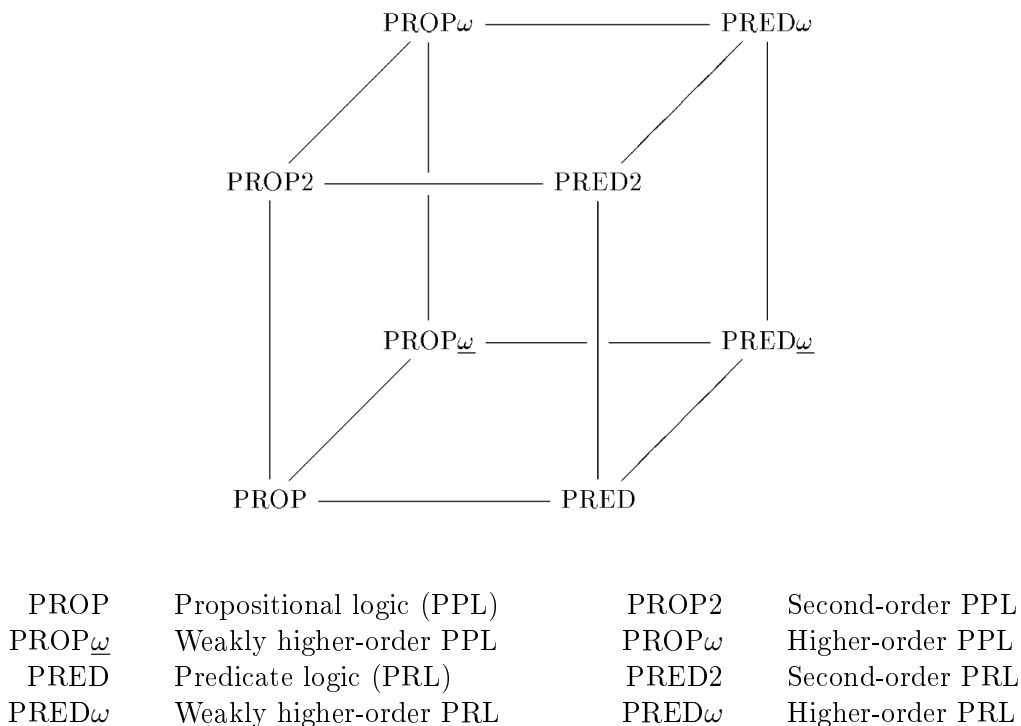 PROPω PREDω
PROP2 PRED2
PROPω̲ PREDω̲
PROP PRED
PROP Propositional logic (PPL) PROP2 Second-order PPL
PROPω̲ Weakly higher-order PPL PROPω Higher-order PPL
PRED Predicate logic (PRL) PRED2 Second-order PRL
PREDω Weakly higher-order PRL PREDω Higher-order PRL